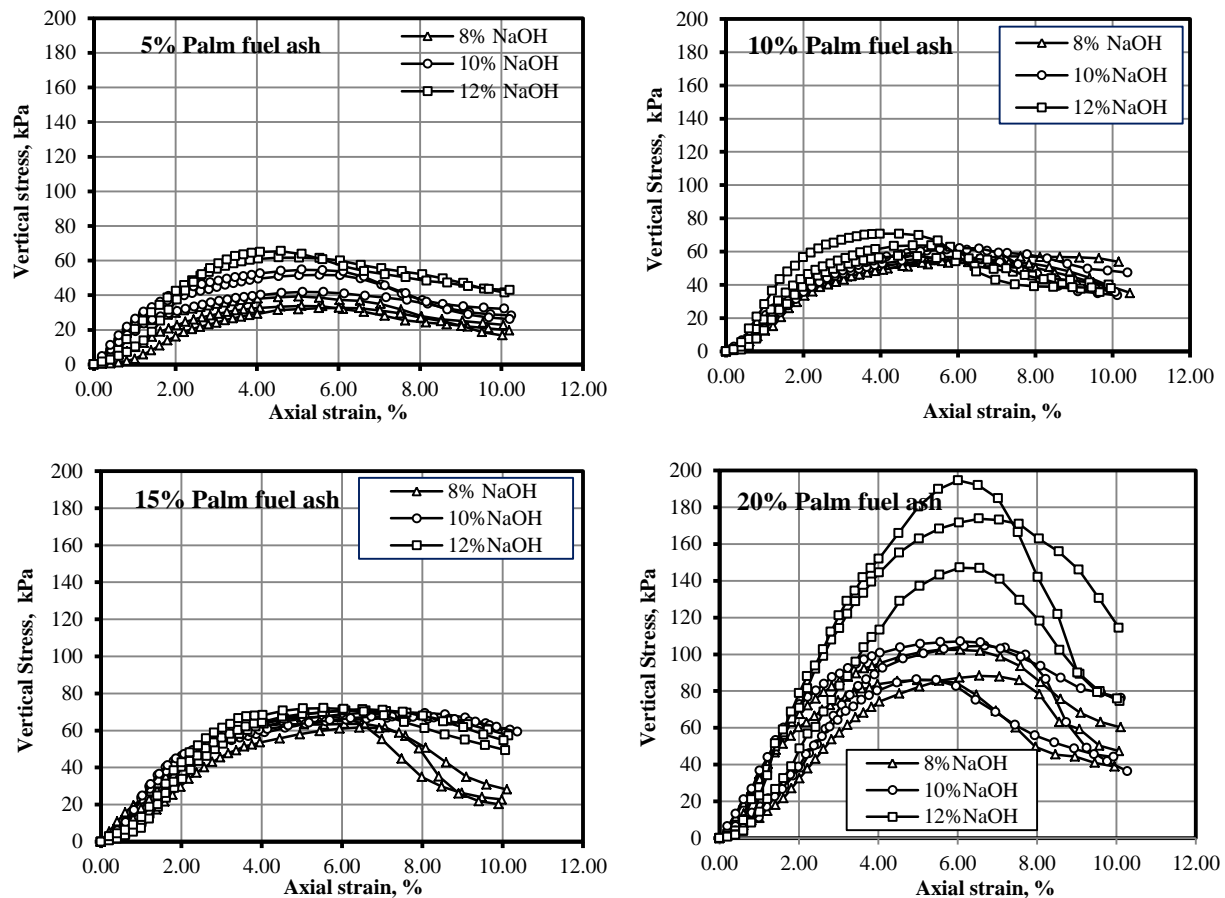 200
180
160
140
120
100
80
60
40
20
0
0.00 2.00 4.00 6.00 8.00 10.00 12.00
Vertical stress, kPa
Axial strain, %
5% Palm fuel ash
8% NaOH
10% NaOH
12% NaOH
200
180
160
140
120
100
80
60
40
20
0
0.00 2.00 4.00 6.00 8.00 10.00 12.00
Vertical Stress, kPa
Axial strain, %
10% Palm fuel ash
8% NaOH
10%NaOH
12%NaOH
200
180
160
140
120
100
80
60
40
20
0
0.00 2.00 4.00 6.00 8.00 10.00 12.00
Vertical Stress, kPa
Axial strain, %
15% Palm fuel ash
8% NaOH
10%NaOH
12%NaOH
200
180
160
140
120
100
80
60
40
20
0
0.00 2.00 4.00 6.00 8.00 10.00 12.00
Vertical Stress, kPa
Axial strain, %
20% Palm fuel ash
8%NaOH
10%NaOH
12%NaOH